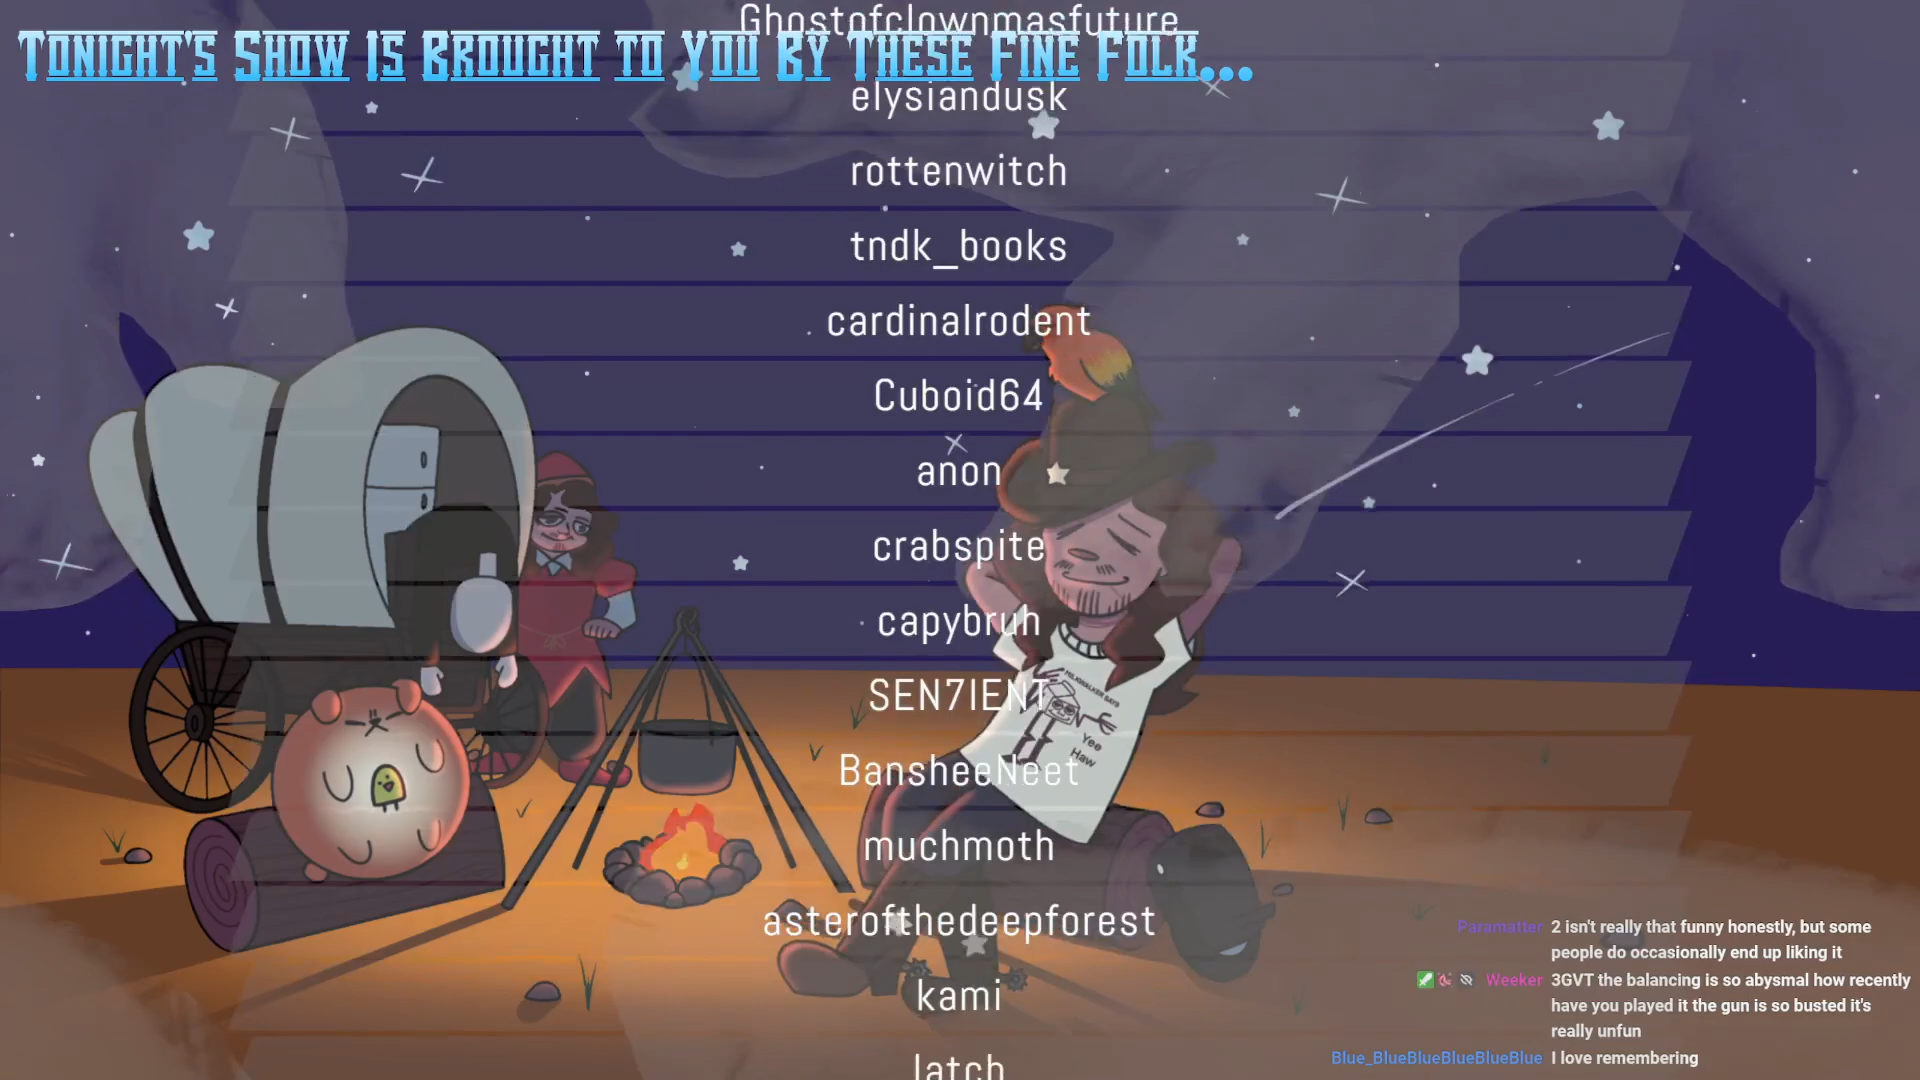 Ghostofclownmasfuture
Tonight's Show Is Brought to You By These Fine Folk...
elysiandusk
rottenwitch
tndk_books
cardinalrodent
Cuboid64
anon
crabspite
capybruh
SEN7IENT
MILKWALKER SAYS
Yee
Haw
BansheeNeet
muchmoth
asterofthedeepforest
kami
latch
Paramatter 2 isn't really that funny honestly, but some
people do occasionally end up liking it
Weeker 3GVT the balancing is so abysmal how recently
have you played it the gun is so busted it's
really unfun
Blue_BlueBlueBlueBlueBlue I love remembering